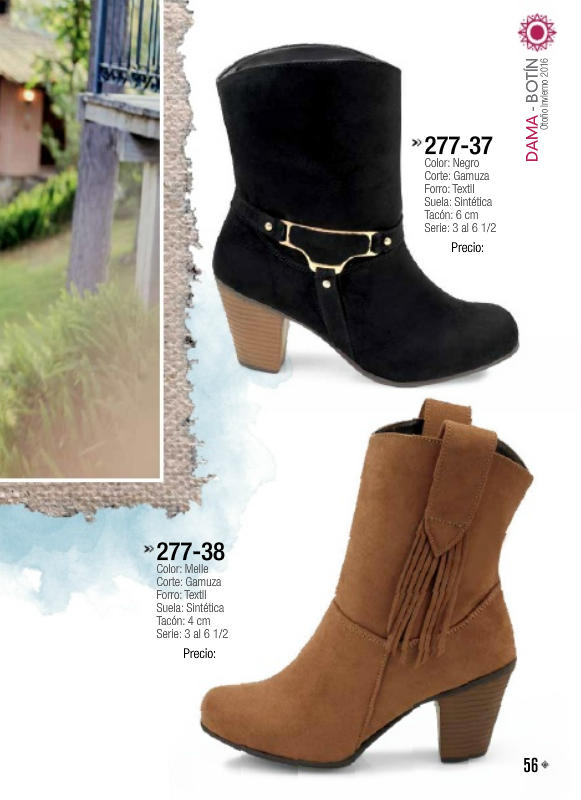 DAMA - BOTÍN
Otoño Invierno 2016
277-37
Color: Negro
Corte: Gamuza
Forro: Textil
Suela: Sintética
Tacón: 6 cm
Serie: 3 al 6 1/2
Precio:
277-38
Color: Melle
Corte: Gamuza
Forro: Textil
Suela: Sintética
Tacón: 4 cm
Serie: 3 al 6 1/2
Precio:
56